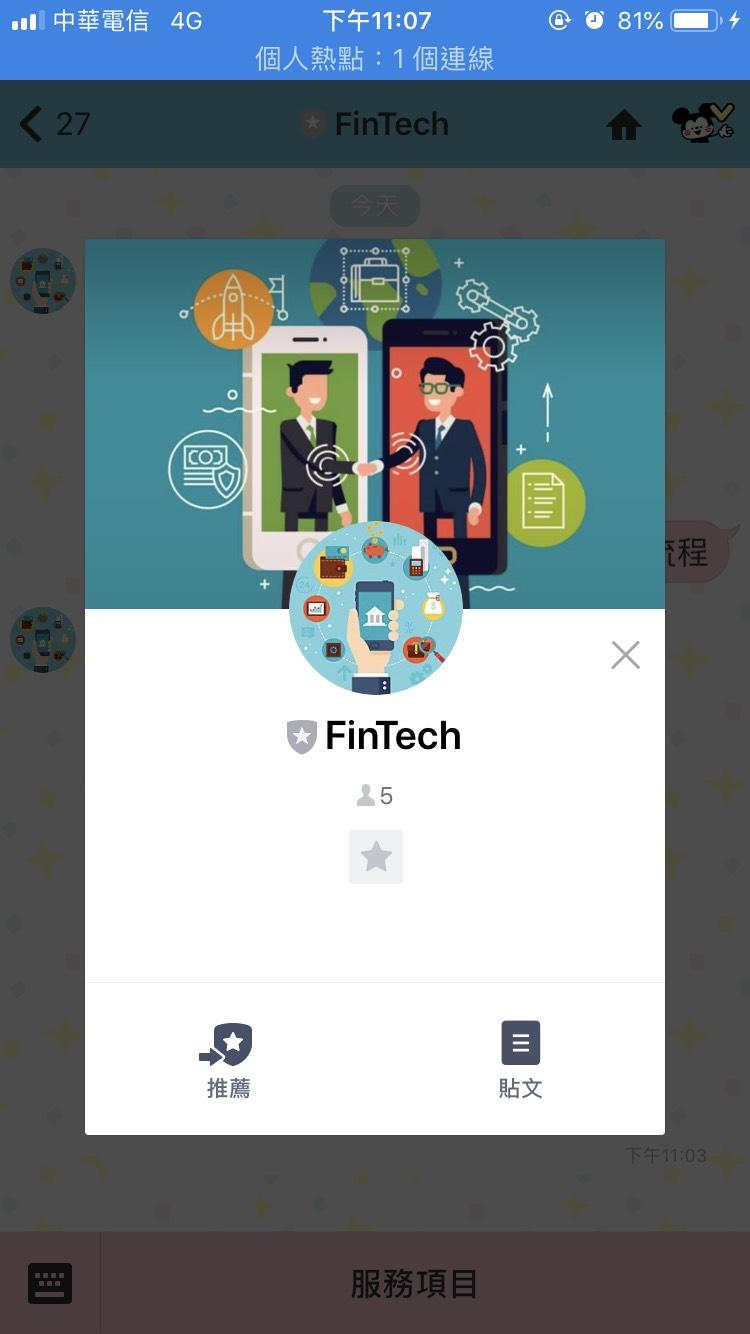 中華電信 4G 下午11:07 81%
個人熱點：1 個連線
27 FinTech
今天
流程
FinTech
5
推薦 貼文
下午11:03
服務項目